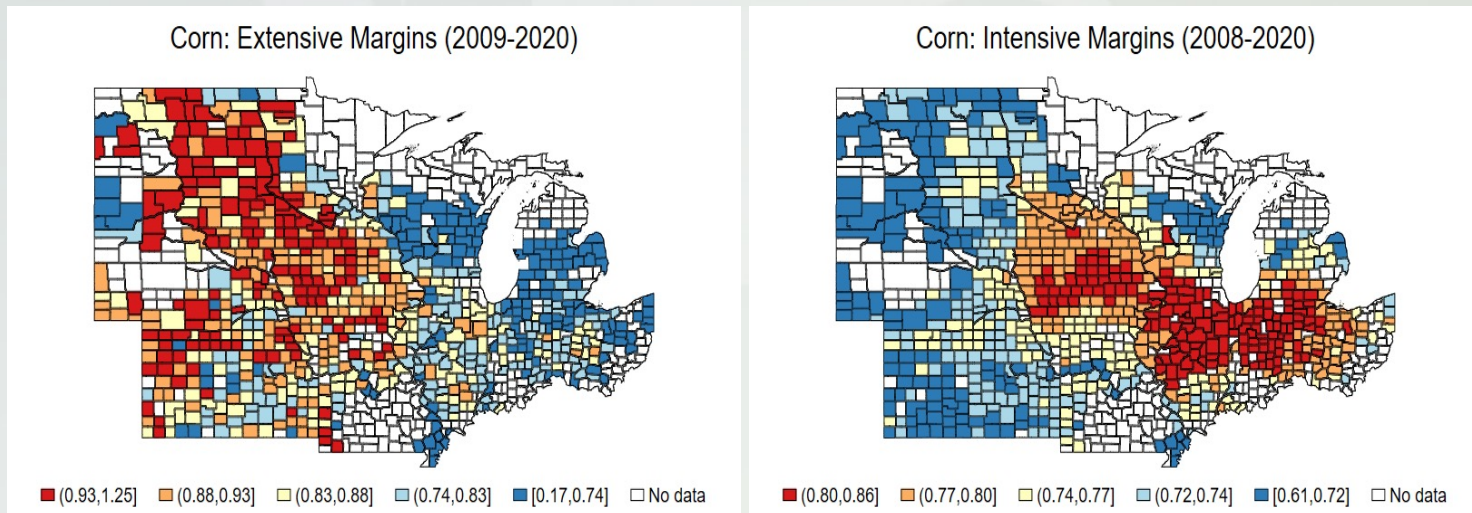 Corn: Extensive Margins (2009-2020)
(0.93,1.25] (0.88,0.93] (0.83,0.88] (0.74,0.83] [0.17,0.74] No data
Corn: Intensive Margins (2008-2020)
(0.80,0.86] (0.77,0.80] (0.74,0.77] (0.72,0.74] [0.61,0.72] No data